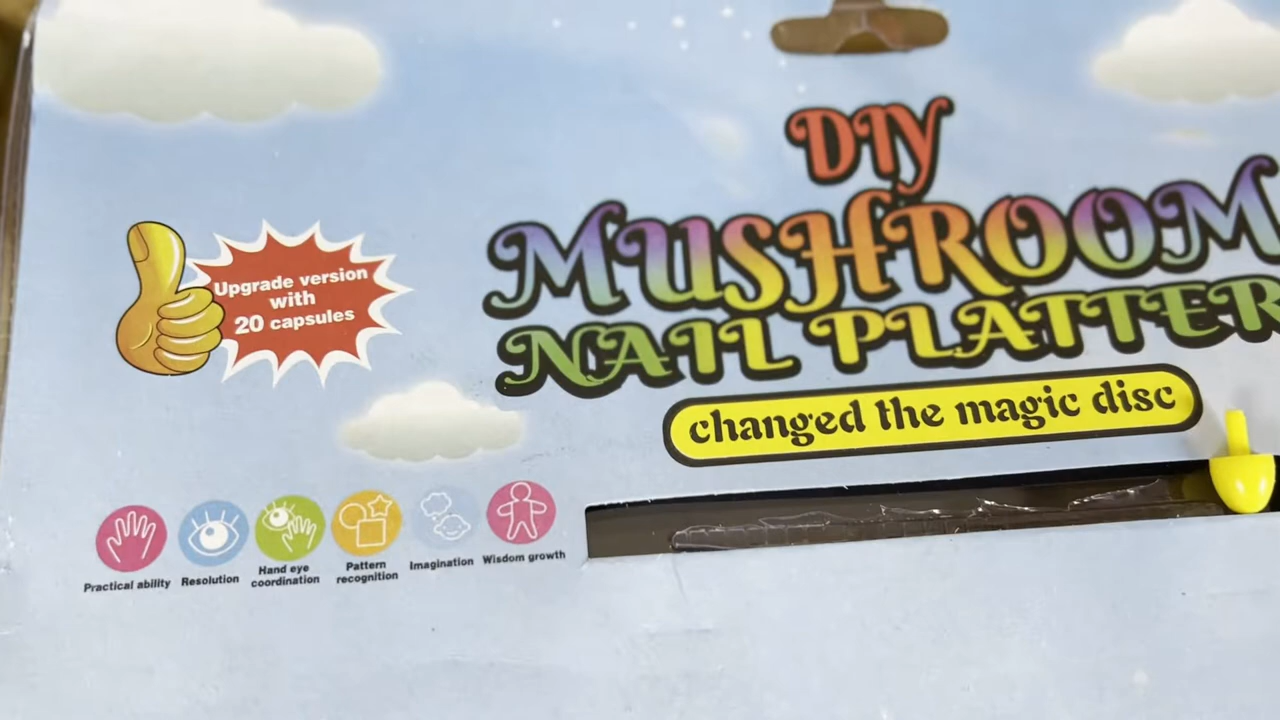 DIY
MUSHROOM
NAIL PLATTER
changed the magic disc
Upgrade version
with
20 capsules
Practical ability
Resolution
Hand eye
coordination
Pattern
recognition
Imagination
Wisdom growth